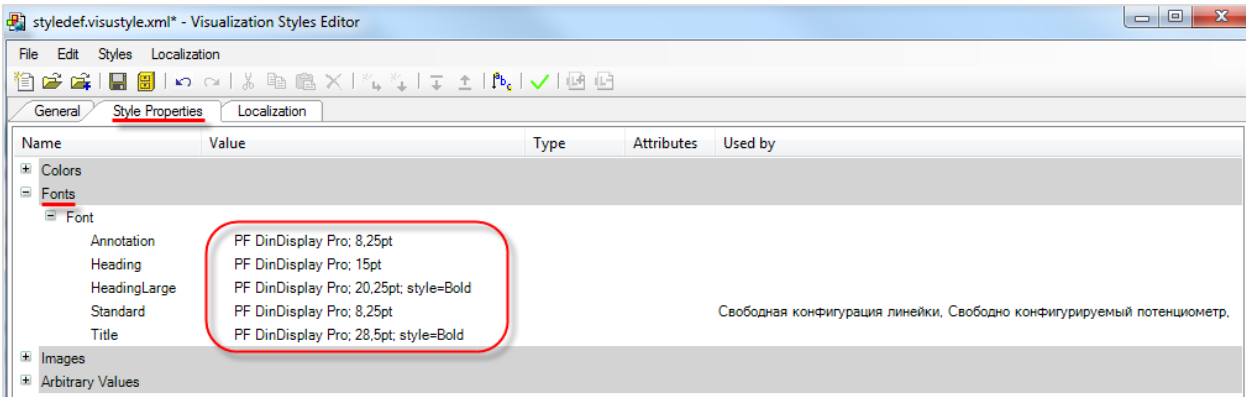 styledef.visustyle.xml* - Visualization Styles Editor
File Edit Styles Localization
General Style Properties Localization
Name Value Type Attributes Used by
Colors
Fonts
Font
Annotation PF DinDisplay Pro; 8,25pt
Heading PF DinDisplay Pro; 15pt
HeadingLarge PF DinDisplay Pro; 20,25pt; style=Bold
Standard PF DinDisplay Pro; 8,25pt Свободная конфигурация линейки, Свободно конфигурируемый потенциометр,
Title PF DinDisplay Pro; 28,5pt; style=Bold
Images
Arbitrary Values